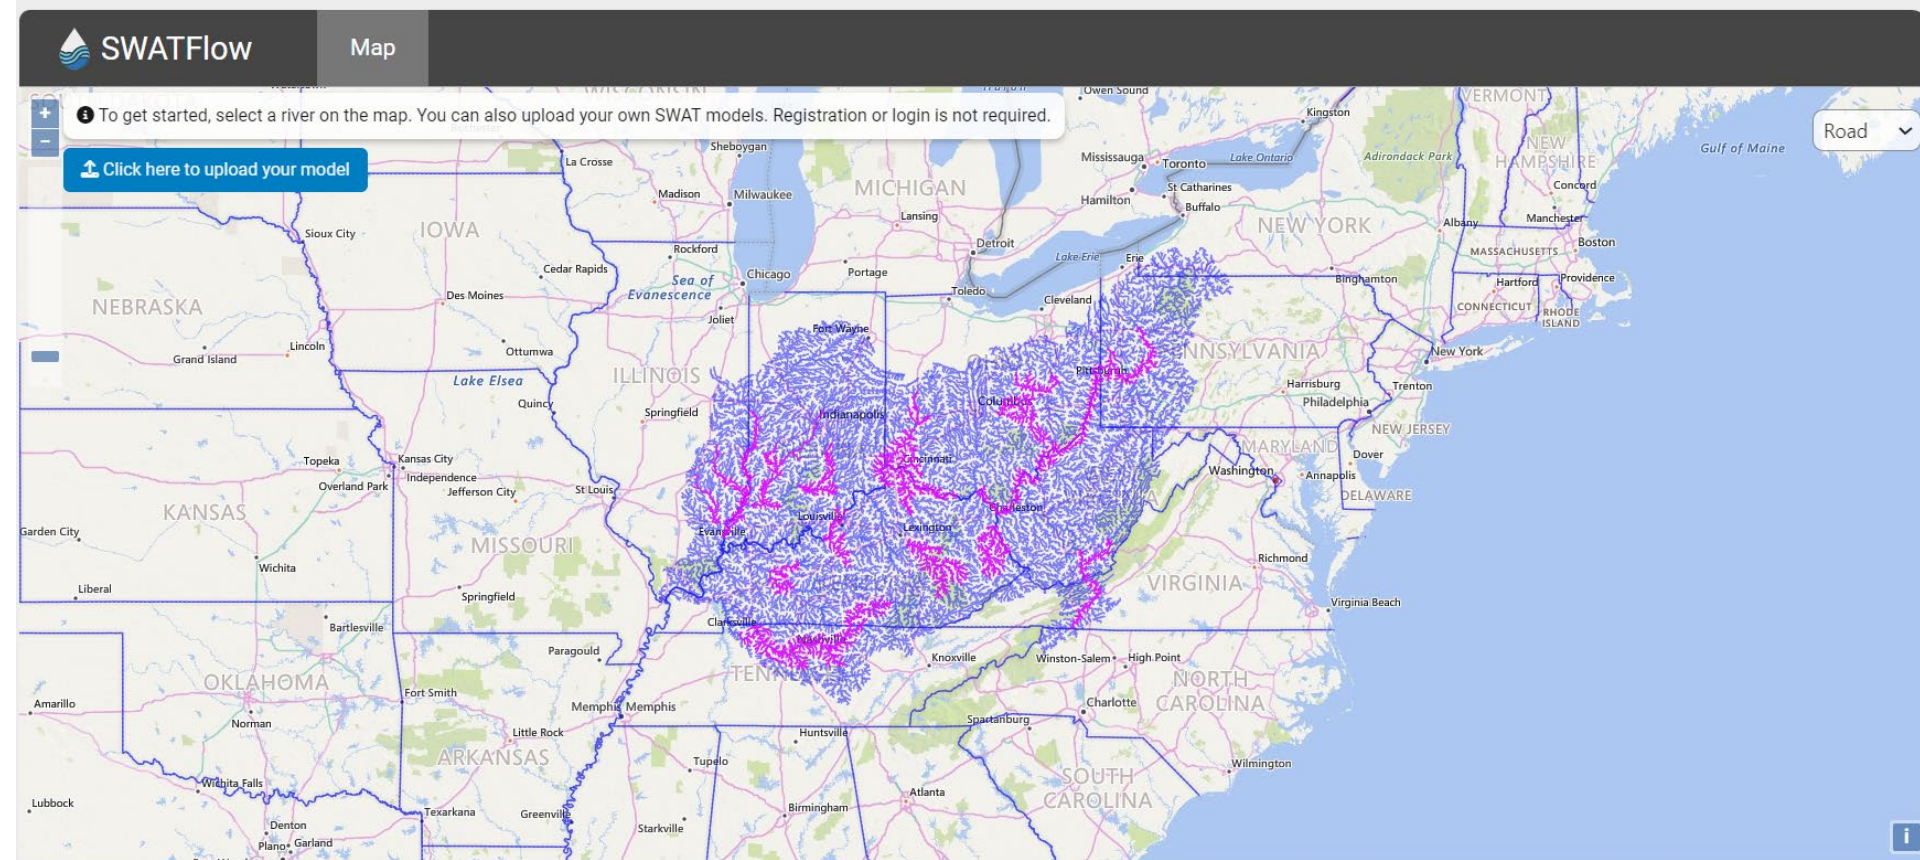 SWATFlow
Map
To get started, select a river on the map. You can also upload your own SWAT models. Registration or login is not required.
Click here to upload your model
+
−
Road
WISCONSIN
Owen Sound
Kingston
VERMONT
Sheboygan
La Crosse
Mississauga
Toronto
Lake Ontario
Adirondack Park
NEW
HAMPSHIRE
Gulf of Maine
Madison
Milwaukee
MICHIGAN
Hamilton
St Catharines
Concord
Lansing
Buffalo
NEW YORK
Albany
Manchester
Sioux City
IOWA
Rockford
Detroit
MASSACHUSETTS
Boston
Cedar Rapids
Chicago
Portage
Lake Erie
Erie
Binghamton
Hartford
Providence
Sea of
Evanescence
Des Moines
Toledo
Cleveland
NEBRASKA
Joliet
CONNECTICUT
RHODE
ISLAND
Fort Wayne
Lincoln
Grand Island
Ottumwa
NNSYLVANIA
New York
Lake Elsea
ILLINOIS
Pittsburgh
Harrisburg
Trenton
Quincy
Springfield
Indianapolis
Columbus
Philadelphia
NEW JERSEY
MARYLAND
Dover
Topeka
Kansas City
Cincinnati
Washington
Annapolis
Independence
Overland Park
Jefferson City
St Louis
DELAWARE
KANSAS
Garden City
Evansville
Louisville
Lexington
Charleston
MISSOURI
Richmond
Wichita
VIRGINIA
Liberal
Springfield
Virginia Beach
Bartlesville
Clarksville
Nashville
Paragould
Knoxville
Winston-Salem
High Point
OKLAHOMA
TENN
NORTH
CAROLINA
Amarillo
Fort Smith
Memphis
Memphis
Charlotte
Norman
Little Rock
Huntsville
Spartanburg
ARKANSAS
Tupelo
Wilmington
Wichita Falls
SOUTH
CAROLINA
Lubbock
Texarkana
Greenville
Birmingham
Atlanta
Denton
Starkville
Plano
Garland
i